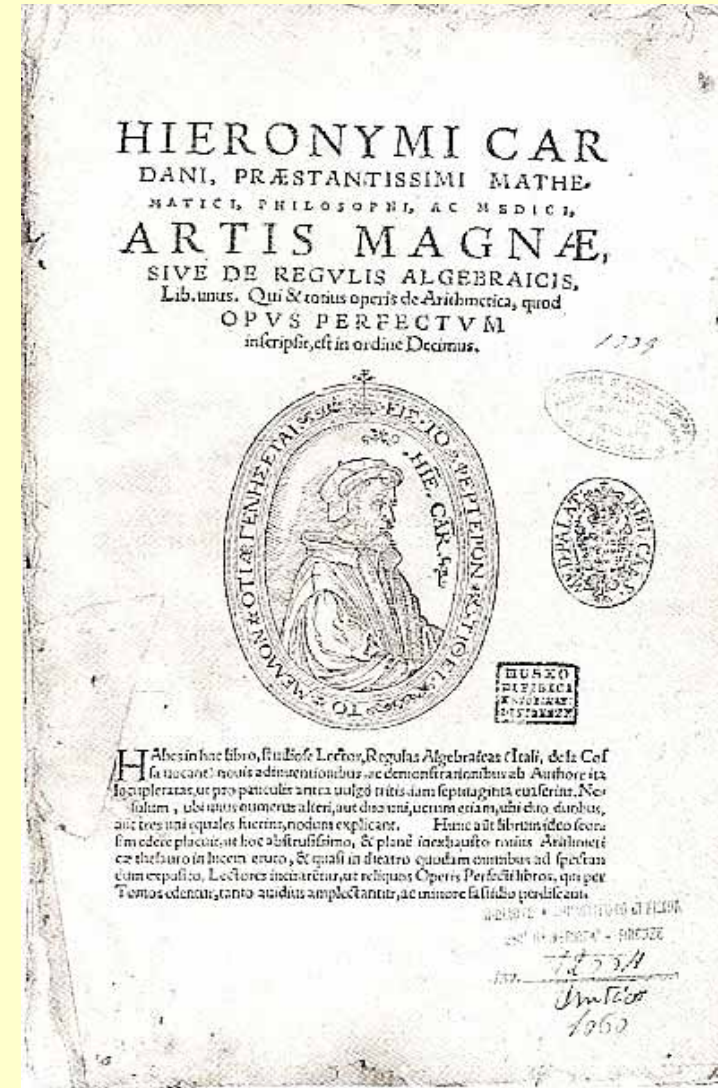 HIERONYMI CAR
DANI, PRÆSTANTISSIMI MATHE-
MATICI, PHILOSOPHI, AC MEDICI,
ARTIS MAGNÆ,
SIVE DE REGVLIS ALGEBRAICIS,
Lib. unus. Qui & totius operis de Arithmetica, quod
OPVS PERFECTVM
inscripsit, est in ordine Decimus.
HIE. CAR.
HAbes in hoc libro, studiose Lector, Regulas Algebraicas (Itali, de la Cos
sa uocant) nouis adinuentionibus, ac demonstrationibus ab Authore ita
locupletatas, ut pro pauculis antea uulgò tritis, iam septuaginta euaserint. Ne-
solum, ubi unus numerus alteri, aut duo uni, uerum etiam, ubi duo duobus,
aut tres uni equales fuerint, nodum explicant. Hunc aũt librum ideo seor
sim edere placuit, ut hoc abstrusissimo, & planè inexhausto totius Arithmeti
cæ thesauro in lucem eruto, & quasi in theatro quodam omnibus ad spectan
dum exposito, Lectores incitarẽtur, ut reliquos Operis Perfecti libros, qui per
Tomos edentur, tanto auidius amplectantur, ac minore fastidio perdiscant.
1060